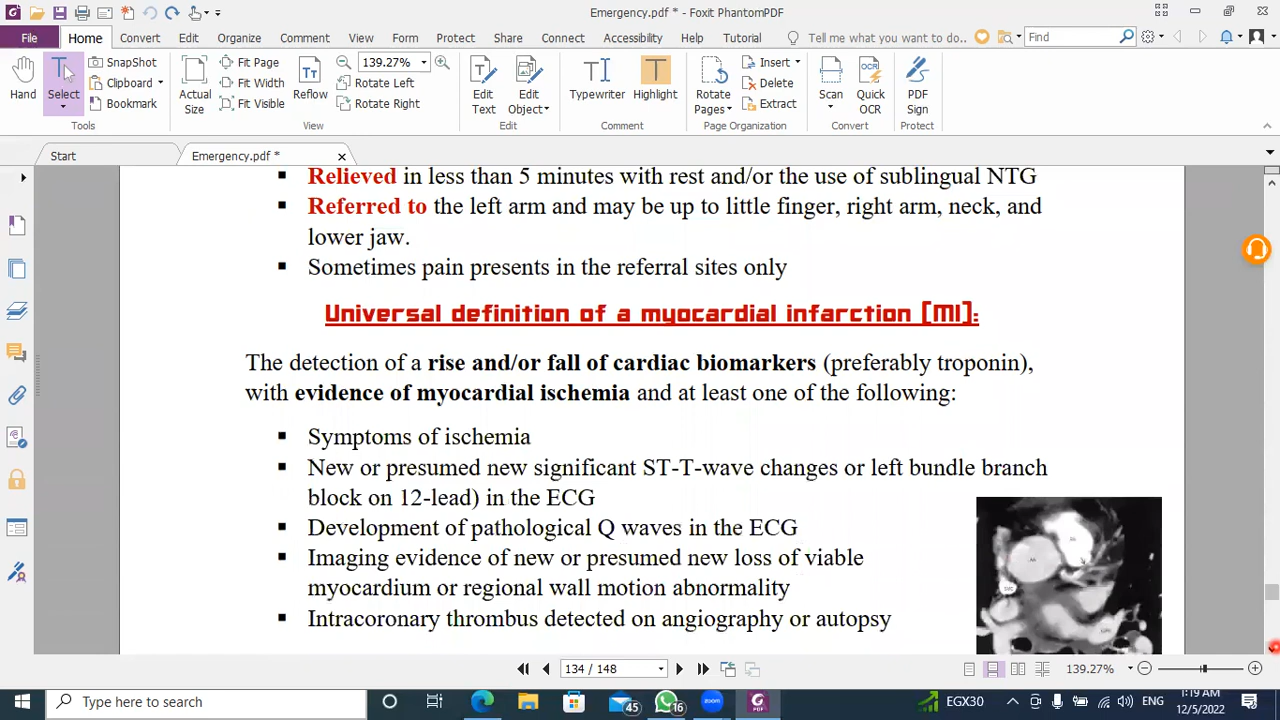 Emergency.pdf * - Foxit PhantomPDF
File Home Convert Edit Organize Comment View Form Protect Share Connect Accessibility Help Tutorial Tell me what you want to do... Find
Hand
Select
SnapShot
Clipboard
Bookmark
Tools
Actual Size
Fit Page
Fit Width
Fit Visible
Reflow
139.27%
Rotate Left
Rotate Right
View
Edit Text
Edit Object
Edit
Typewriter
Highlight
Comment
Rotate Pages
Insert
Delete
Extract
Page Organization
Scan
Quick OCR
Convert
PDF Sign
Protect
Start
Emergency.pdf *
Relieved in less than 5 minutes with rest and/or the use of sublingual NTG
Referred to the left arm and may be up to little finger, right arm, neck, and
lower jaw.
Sometimes pain presents in the referral sites only
Universal definition of a myocardial infarction [MI]:
The detection of a rise and/or fall of cardiac biomarkers (preferably troponin),
with evidence of myocardial ischemia and at least one of the following:
Symptoms of ischemia
New or presumed new significant ST-T-wave changes or left bundle branch
block on 12-lead) in the ECG
Development of pathological Q waves in the ECG
Imaging evidence of new or presumed new loss of viable
myocardium or regional wall motion abnormality
Intracoronary thrombus detected on angiography or autopsy
134 / 148
139.27%
Type here to search
45
16
EGX30
ENG
1:19 AM
12/5/2022